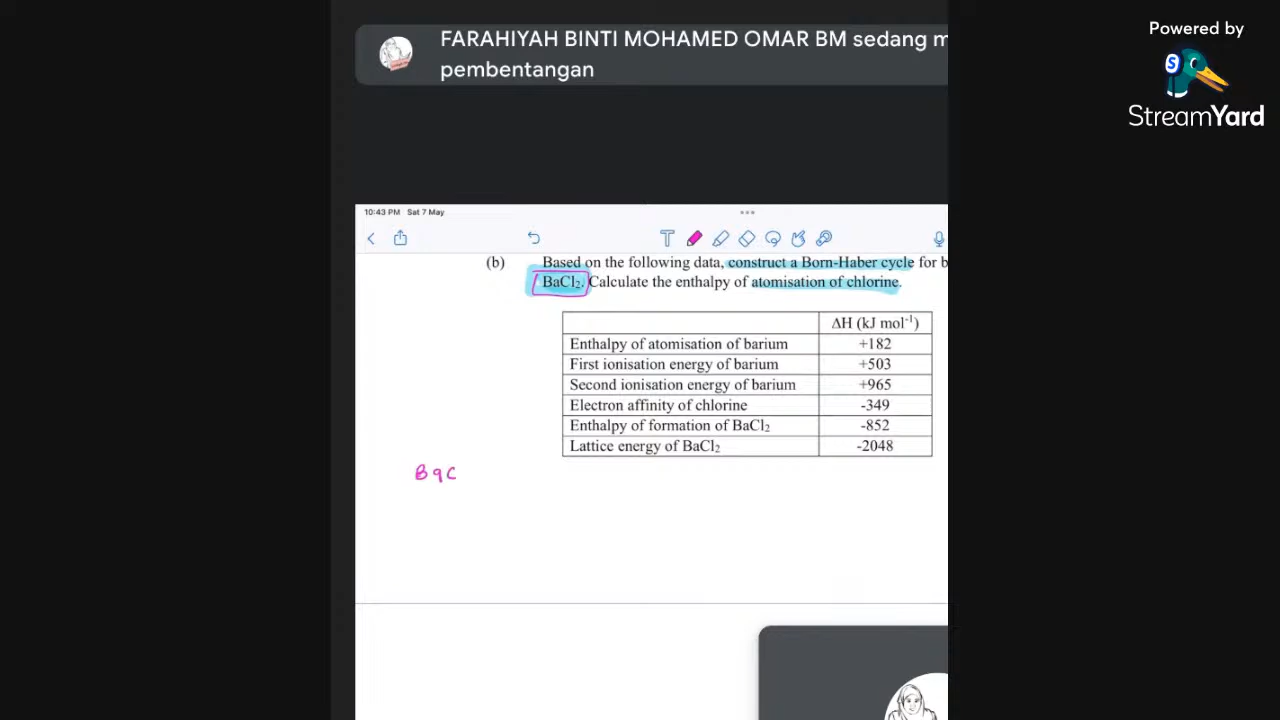 Powered by
StreamYard
FARAHIYAH BINTI MOHAMED OMAR BM sedang m
pembentangan
10:43 PM Sat 7 May
(b) Based on the following data, construct a Born-Haber cycle for b
BaCl₂. Calculate the enthalpy of atomisation of chlorine.
ΔH (kJ mol⁻¹)
Enthalpy of atomisation of barium +182
First ionisation energy of barium +503
Second ionisation energy of barium +965
Electron affinity of chlorine -349
Enthalpy of formation of BaCl₂ -852
Lattice energy of BaCl₂ -2048
BaC